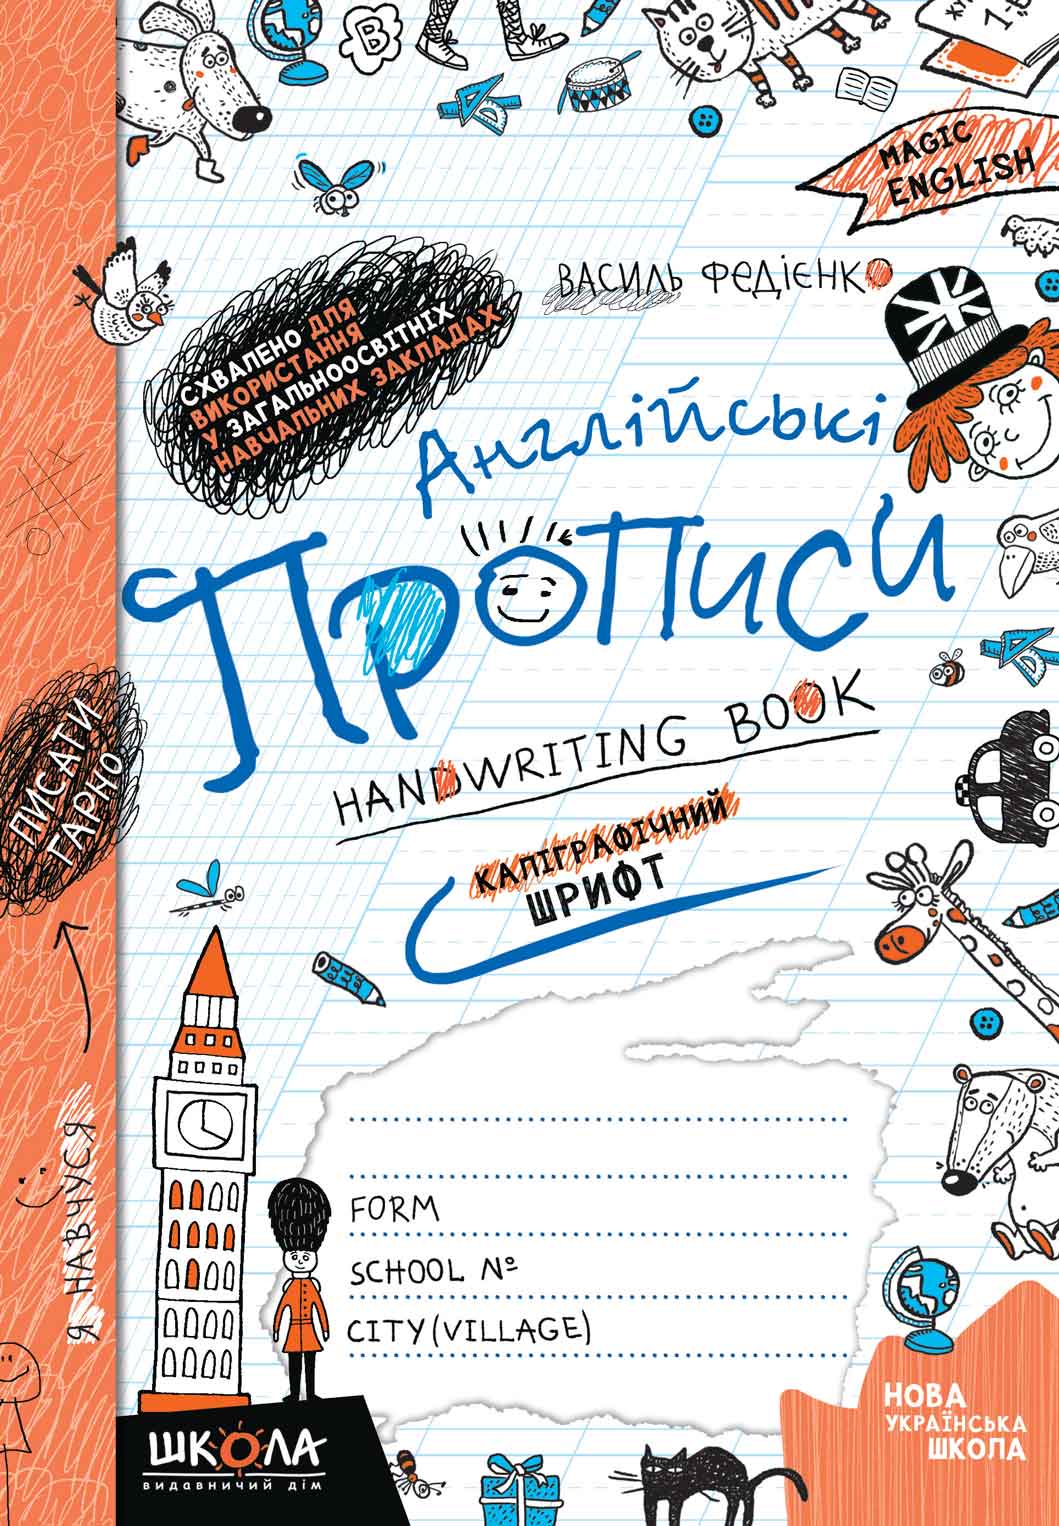 В
1-Б
MAGIC
ENGLISH
ВАСИЛЬ ФЕДІЄНКО
СХВАЛЕНО ДЛЯ
ВИКОРИСТАННЯ
У ЗАГАЛЬНООСВІТНІХ
НАВЧАЛЬНИХ ЗАКЛАДАХ
Англійські
Прописи
HANDWRITING BOOK
КАЛІГРАФІЧНИЙ
ШРИФТ
Я НАВЧУСЯ
ПИСАТИ
ГАРНО
FORM
SCHOOL №
CITY (VILLAGE)
ШКОЛА
видавничий дім
НОВА
УКРАЇНСЬКА
ШКОЛА